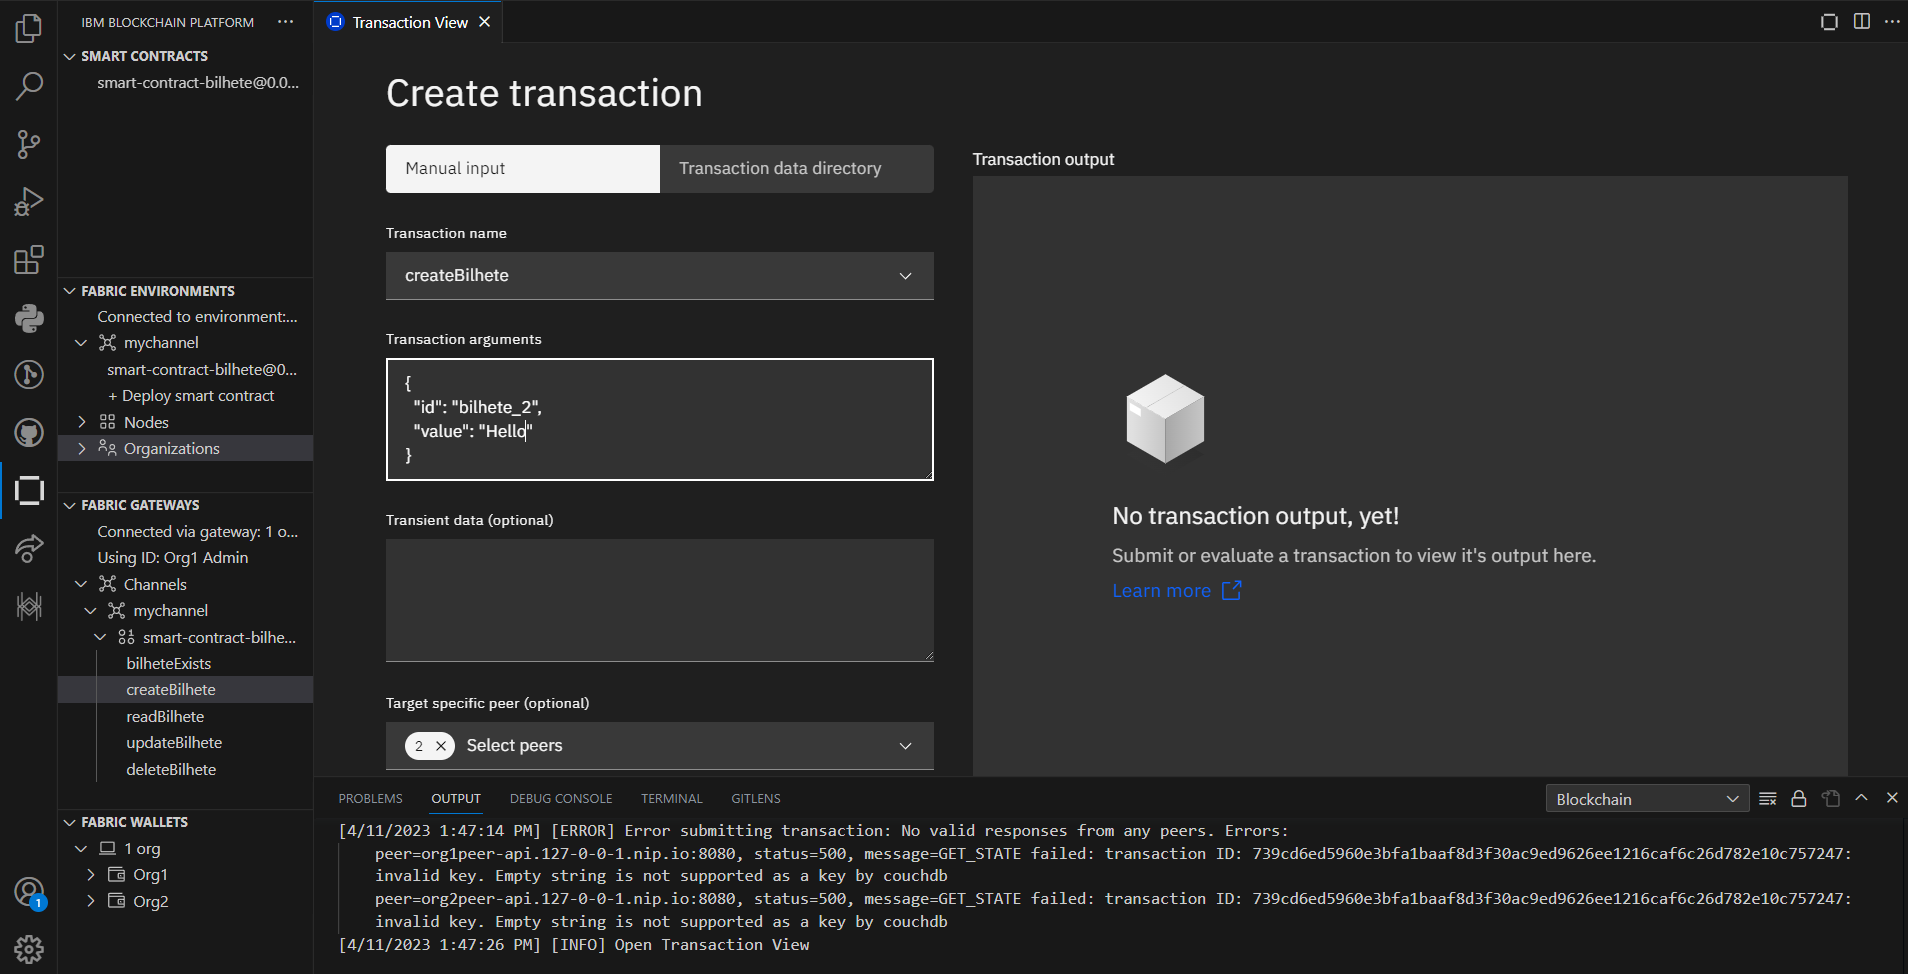 IBM BLOCKCHAIN PLATFORM ···
SMART CONTRACTS
smart-contract-bilhete@0.0...
FABRIC ENVIRONMENTS
Connected to environment:...
mychannel
smart-contract-bilhete@0...
+ Deploy smart contract
Nodes
Organizations
FABRIC GATEWAYS
Connected via gateway: 1 o...
Using ID: Org1 Admin
Channels
mychannel
smart-contract-bilhe...
bilheteExists
createBilhete
readBilhete
updateBilhete
deleteBilhete
FABRIC WALLETS
1 org
Org1
Org2
1
Transaction View
Create transaction
Manual input
Transaction data directory
Transaction name
createBilhete
Transaction arguments
{
"id": "bilhete_2",
"value": "Hello"
}
Transient data (optional)
Target specific peer (optional)
2 Select peers
Transaction output
No transaction output, yet!
Submit or evaluate a transaction to view it's output here.
Learn more
PROBLEMS OUTPUT DEBUG CONSOLE TERMINAL GITLENS
Blockchain
[4/11/2023 1:47:14 PM] [ERROR] Error submitting transaction: No valid responses from any peers. Errors:
peer=org1peer-api.127-0-0-1.nip.io:8080, status=500, message=GET_STATE failed: transaction ID: 739cd6ed5960e3bfa1baaf8d3f30ac9ed9626ee1216caf6c26d782e10c757247:
invalid key. Empty string is not supported as a key by couchdb
peer=org2peer-api.127-0-0-1.nip.io:8080, status=500, message=GET_STATE failed: transaction ID: 739cd6ed5960e3bfa1baaf8d3f30ac9ed9626ee1216caf6c26d782e10c757247:
invalid key. Empty string is not supported as a key by couchdb
[4/11/2023 1:47:26 PM] [INFO] Open Transaction View